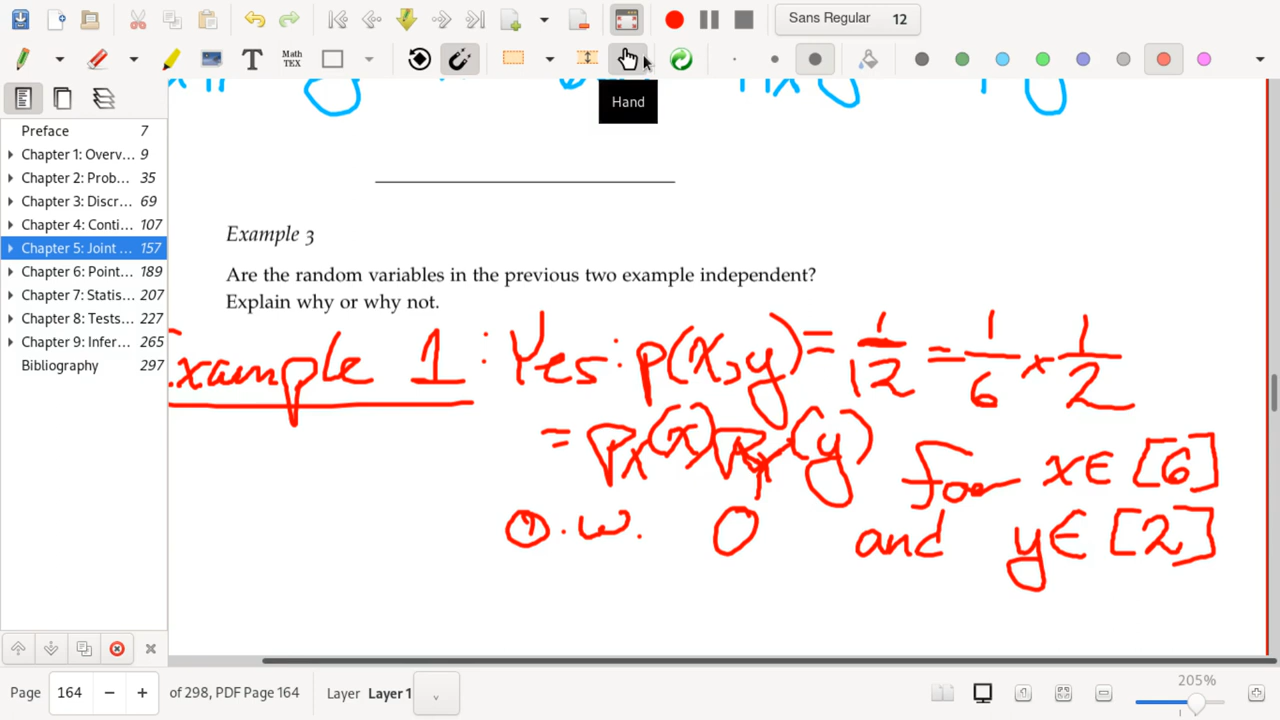 Sans Regular 12
Math
TEX
Hand
Preface 7
Chapter 1: Overv... 9
Chapter 2: Prob... 35
Chapter 3: Discr... 69
Chapter 4: Conti... 107
Chapter 5: Joint ... 157
Chapter 6: Point... 189
Chapter 7: Statis... 207
Chapter 8: Tests... 227
Chapter 9: Infer... 265
Bibliography 297
Example 3
Are the random variables in the previous two example independent?
Explain why or why not.
Example 1: Yes: p(x,y) = 1/12 = 1/6 × 1/2
= p_X(x) p_Y(y) for x ∈ [6]
o.w. 0 and y ∈ [2]
Page 164 of 298, PDF Page 164 Layer Layer 1 205%